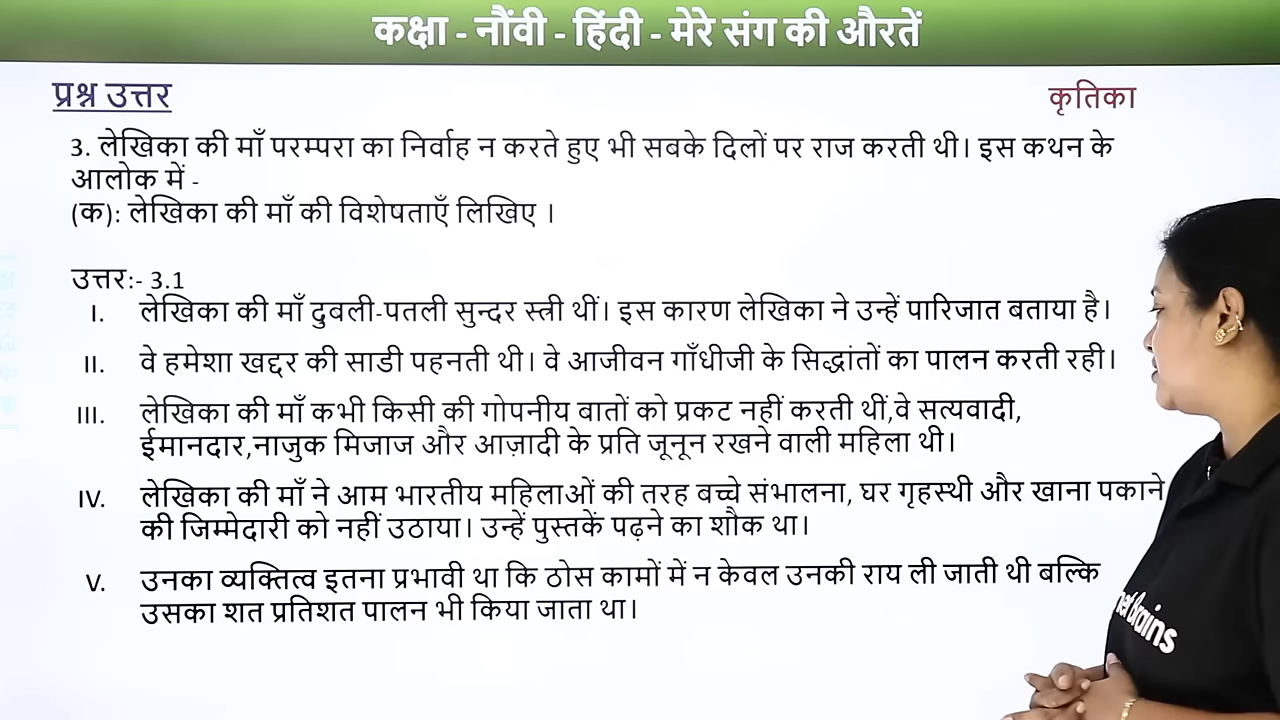 कक्षा - नौंवी - हिंदी - मेरे संग की औरतें
प्रश्न उत्तर
कृतिका
3. लेखिका की माँ परम्परा का निर्वाह न करते हुए भी सबके दिलों पर राज करती थी। इस कथन के
आलोक में -
(क): लेखिका की माँ की विशेषताएँ लिखिए ।
उत्तर:- 3.1
I. लेखिका की माँ दुवली-पतली सुन्दर स्त्री थीं। इस कारण लेखिका ने उन्हें पारिजात बताया है।
II. वे हमेशा खद्दर की साडी पहनती थी। वे आजीवन गाँधीजी के सिद्धांतों का पालन करती रही।
III. लेखिका की माँ कभी किसी की गोपनीय बातों को प्रकट नहीं करती थीं,वे सत्यवादी,
ईमानदार,नाजुक मिजाज और आज़ादी के प्रति जूनून रखने वाली महिला थी।
IV. लेखिका की माँ ने आम भारतीय महिलाओं की तरह बच्चे संभालना, घर गृहस्थी और खाना पकाने
की जिम्मेदारी को नहीं उठाया। उन्हें पुस्तकें पढ़ने का शौक था।
V. उनका व्यक्तित्व इतना प्रभावी था कि ठोस कामों में न केवल उनकी राय ली जाती थी बल्कि
उसका शत प्रतिशत पालन भी किया जाता था।